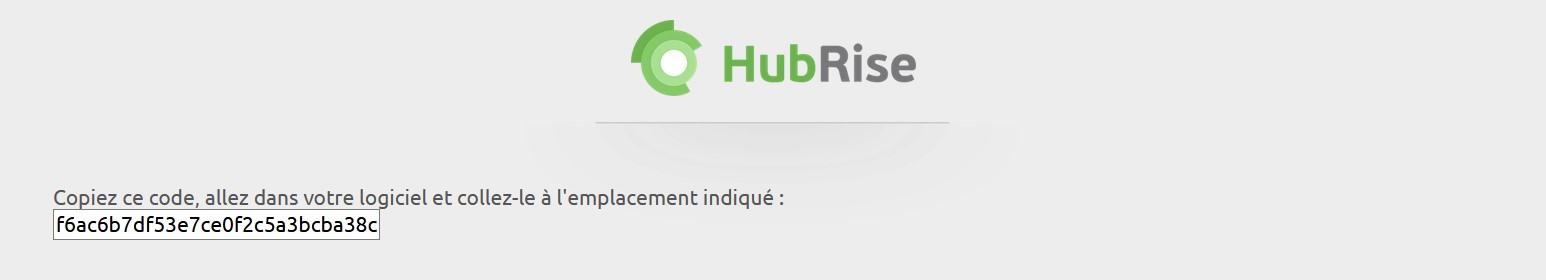 HubRise
Copiez ce code, allez dans votre logiciel et collez-le à l'emplacement indiqué :
f6ac6b7df53e7ce0f2c5a3bcba38c